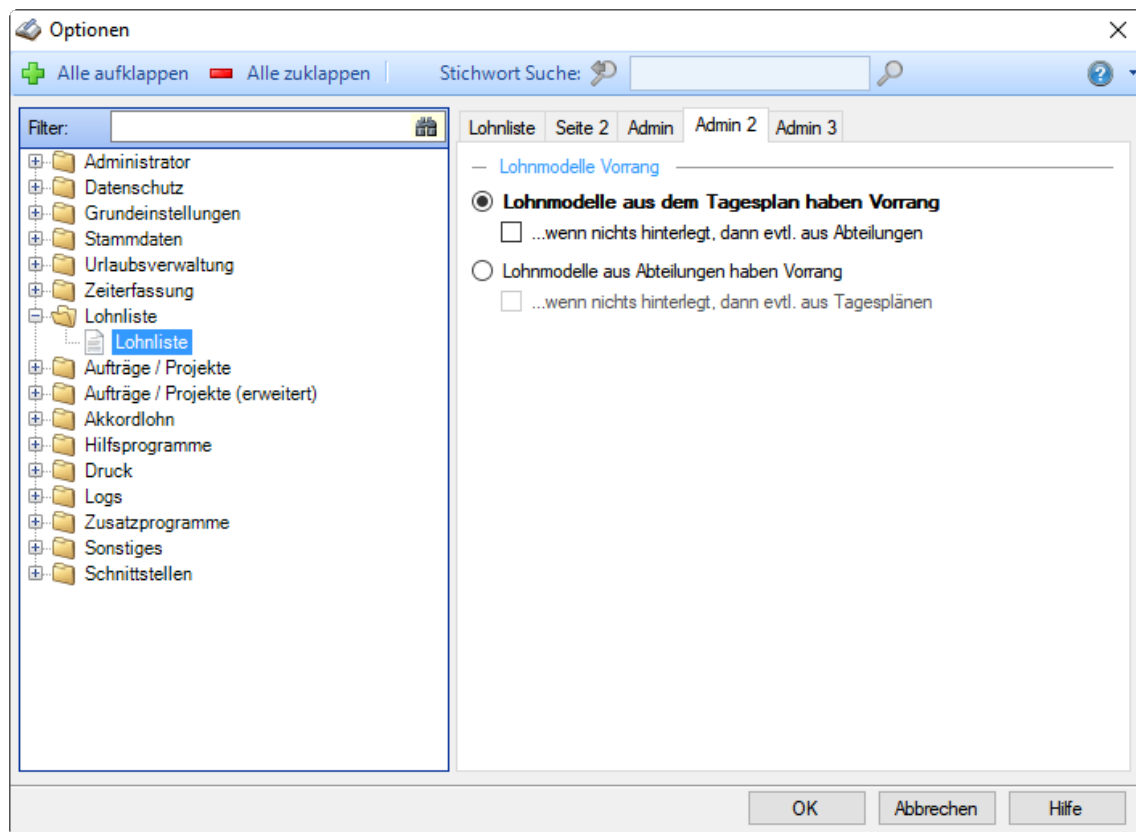 Optionen
Alle aufklappen Alle zuklappen Stichwort Suche:
Filter:
Administrator
Datenschutz
Grundeinstellungen
Stammdaten
Urlaubsverwaltung
Zeiterfassung
Lohnliste
Lohnliste
Aufträge / Projekte
Aufträge / Projekte (erweitert)
Akkordlohn
Hilfsprogramme
Druck
Logs
Zusatzprogramme
Sonstiges
Schnittstellen
Lohnliste Seite 2 Admin Admin 2 Admin 3
Lohnmodelle Vorrang
Lohnmodelle aus dem Tagesplan haben Vorrang
...wenn nichts hinterlegt, dann evtl. aus Abteilungen
Lohnmodelle aus Abteilungen haben Vorrang
...wenn nichts hinterlegt, dann evtl. aus Tagesplänen
OK Abbrechen Hilfe